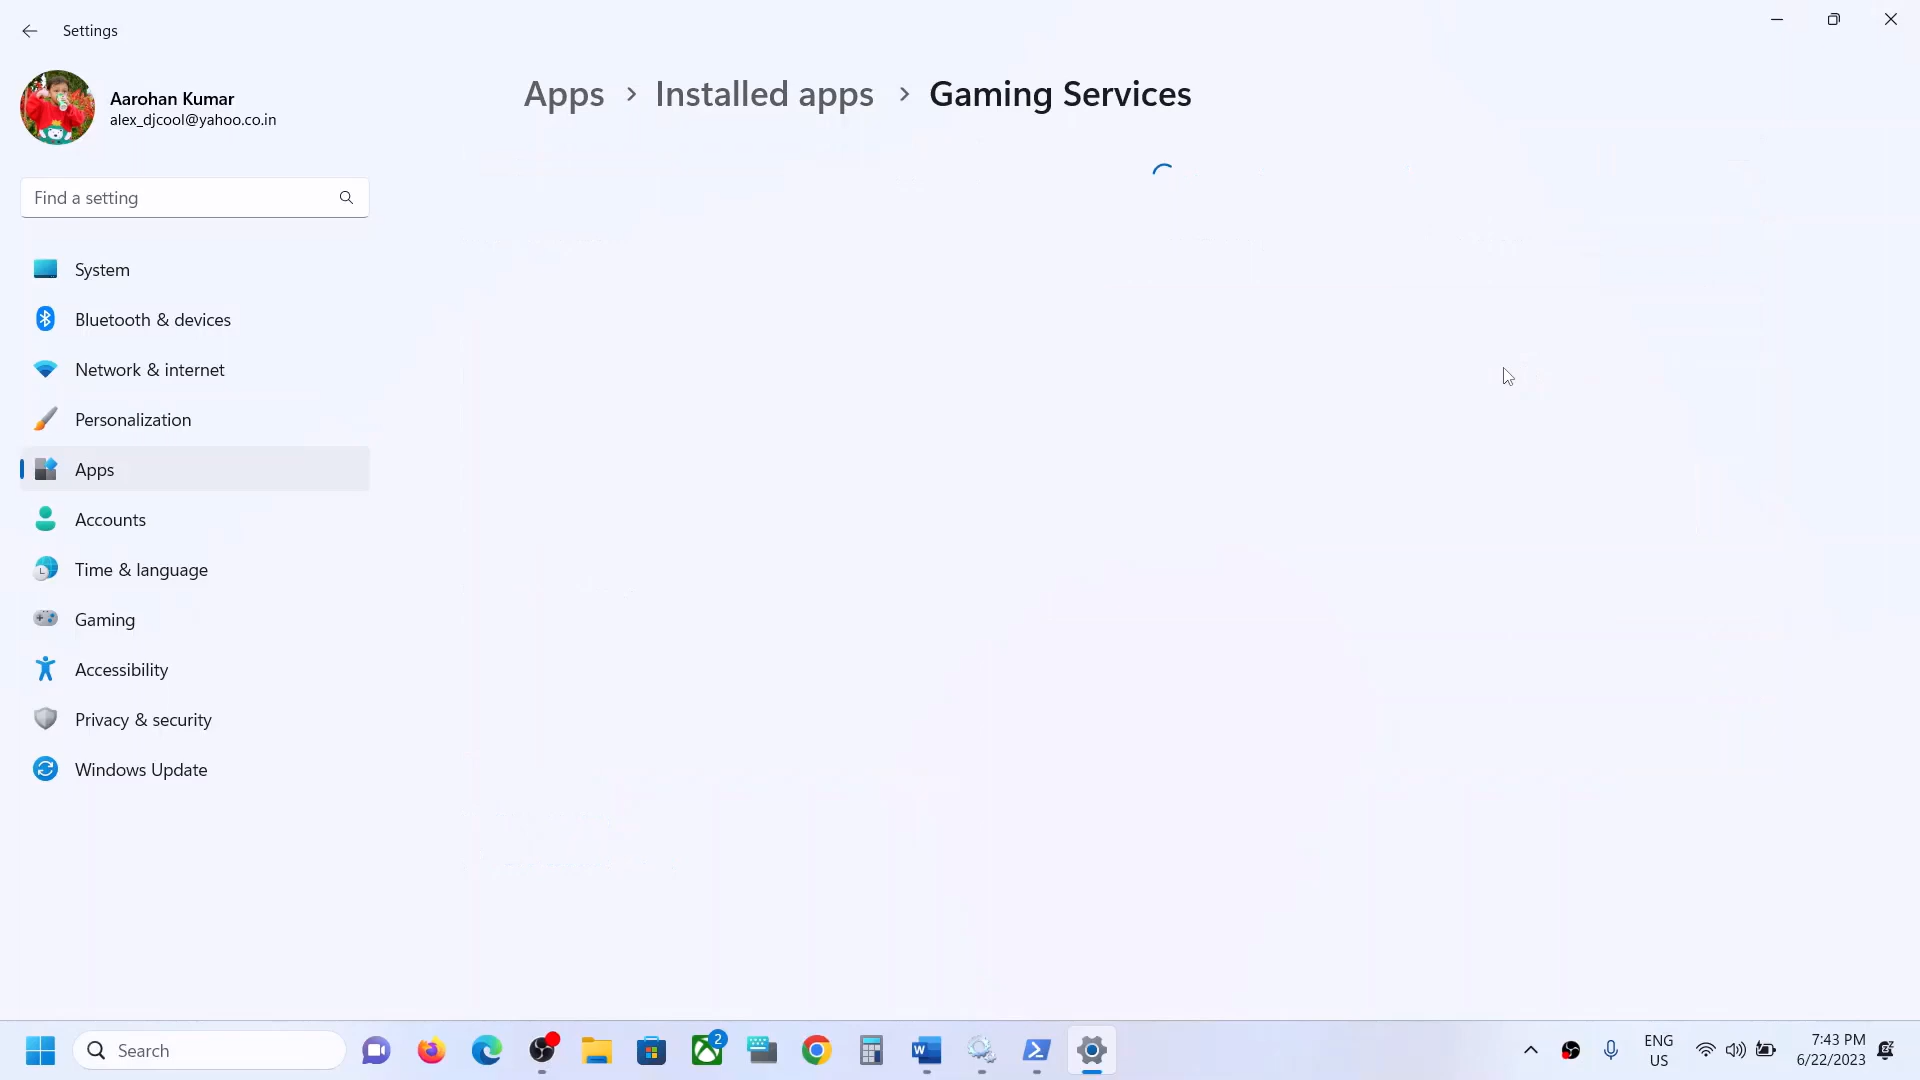 Settings
Aarohan Kumar
alex_djcool@yahoo.co.in
Apps > Installed apps > Gaming Services
Find a setting
System
Bluetooth & devices
Network & internet
Personalization
Apps
Accounts
Time & language
Gaming
Accessibility
Privacy & security
Windows Update
Search
2
ENG
US
7:43 PM
6/22/2023